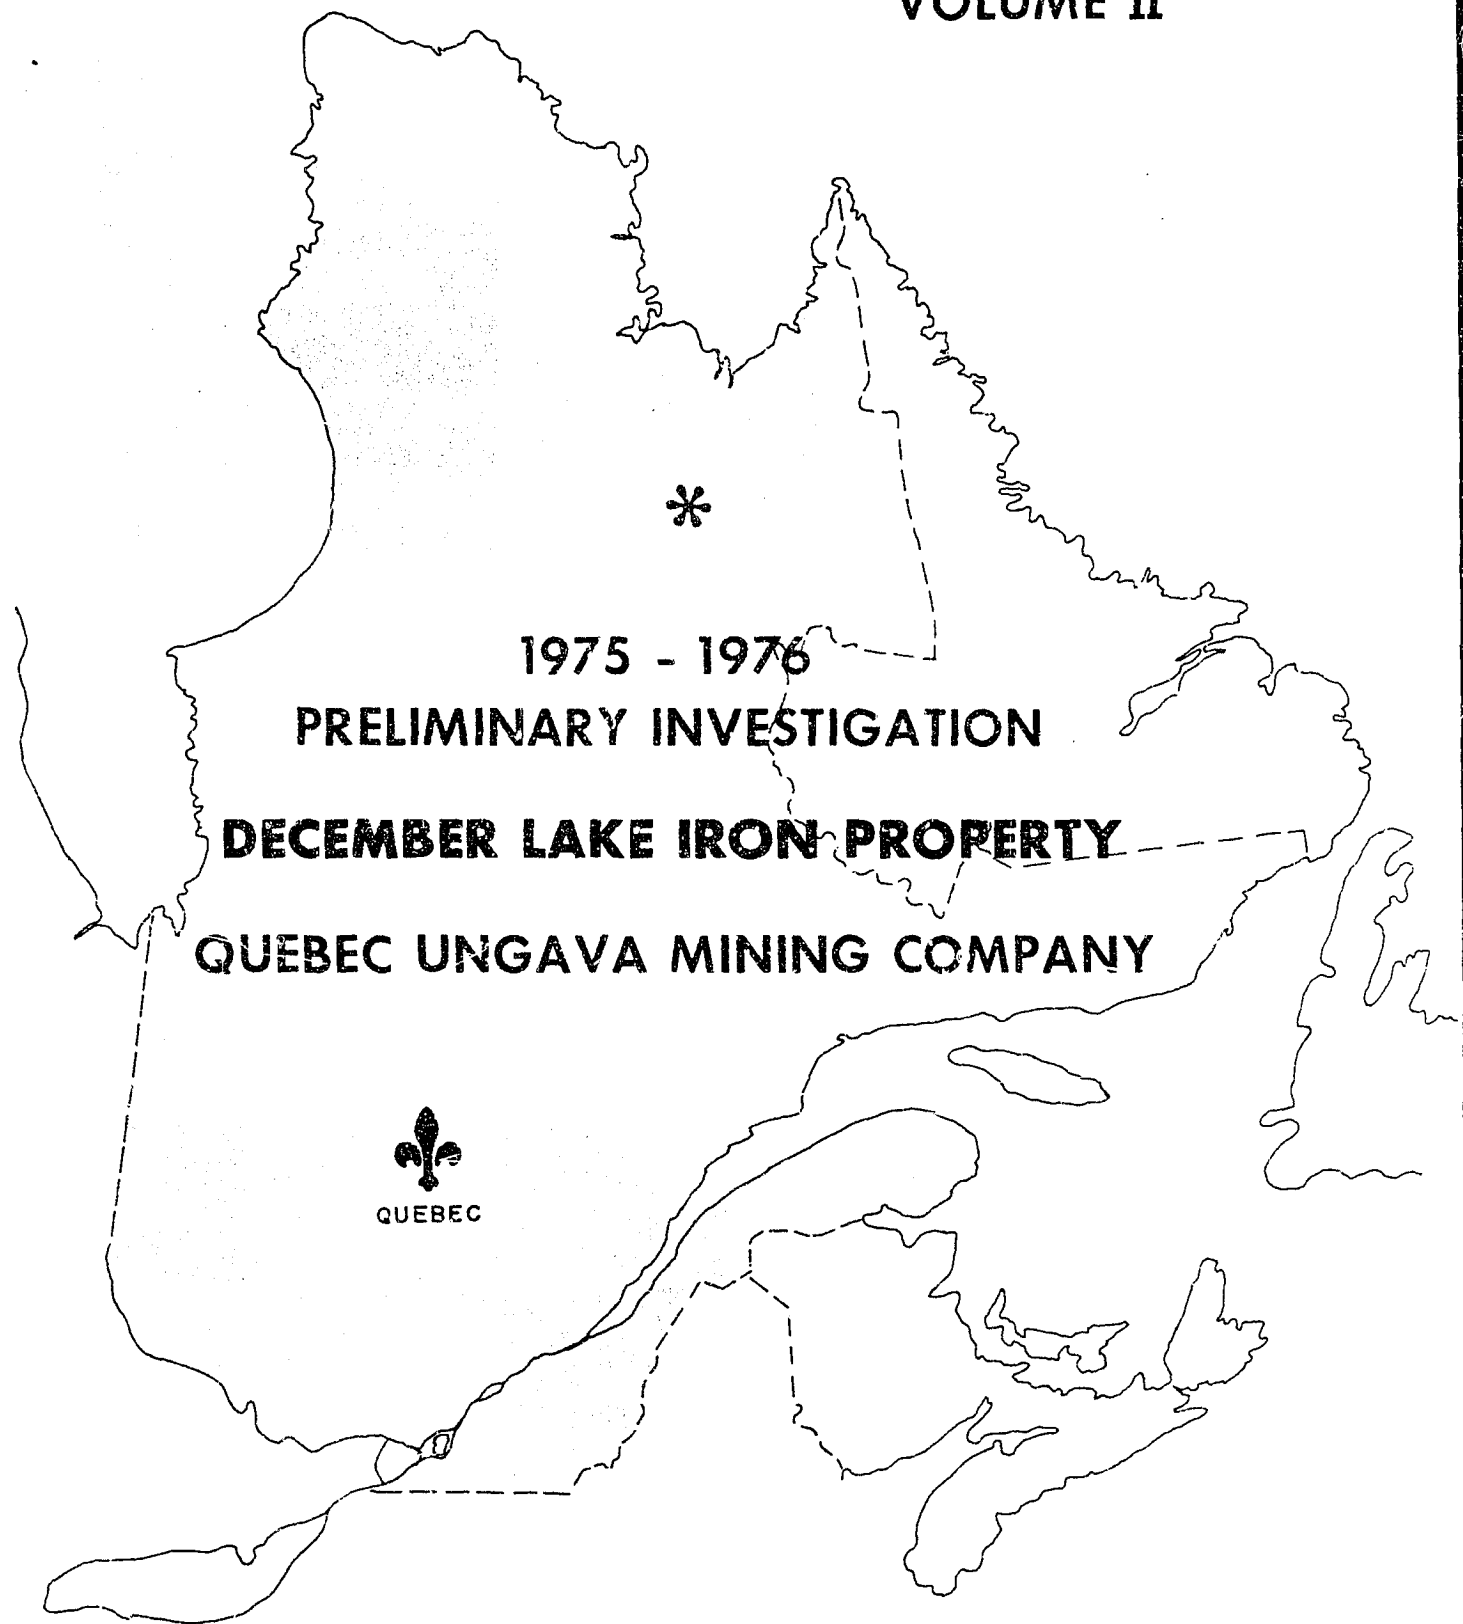 VOLUME II
1975 - 1976
PRELIMINARY INVESTIGATION
DECEMBER LAKE IRON PROPERTY
QUEBEC UNGAVA MINING COMPANY
QUEBEC